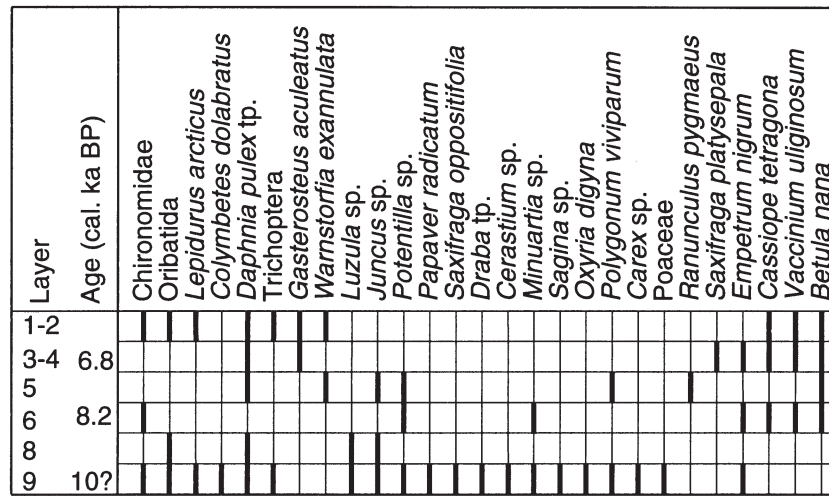 Layer
Age (cal. ka BP)
Chironomidae
Oribatida
Lepidurus arcticus
Colymbetes dolabratus
Daphnia pulex tp.
Trichoptera
Gasterosteus aculeatus
Warnstorfia exannulata
Luzula sp.
Juncus sp.
Potentilla sp.
Papaver radicatum
Saxifraga oppositifolia
Draba tp.
Cerastium sp.
Minuartia sp.
Sagina sp.
Oxyria digyna
Polygonum viviparum
Carex sp.
Poaceae
Ranunculus pygmaeus
Saxifraga platysepala
Empetrum nigrum
Cassiope tetragona
Vaccinium uliginosum
Betula nana
1-2
3-4 6.8
5
6 8.2
8
9 10?